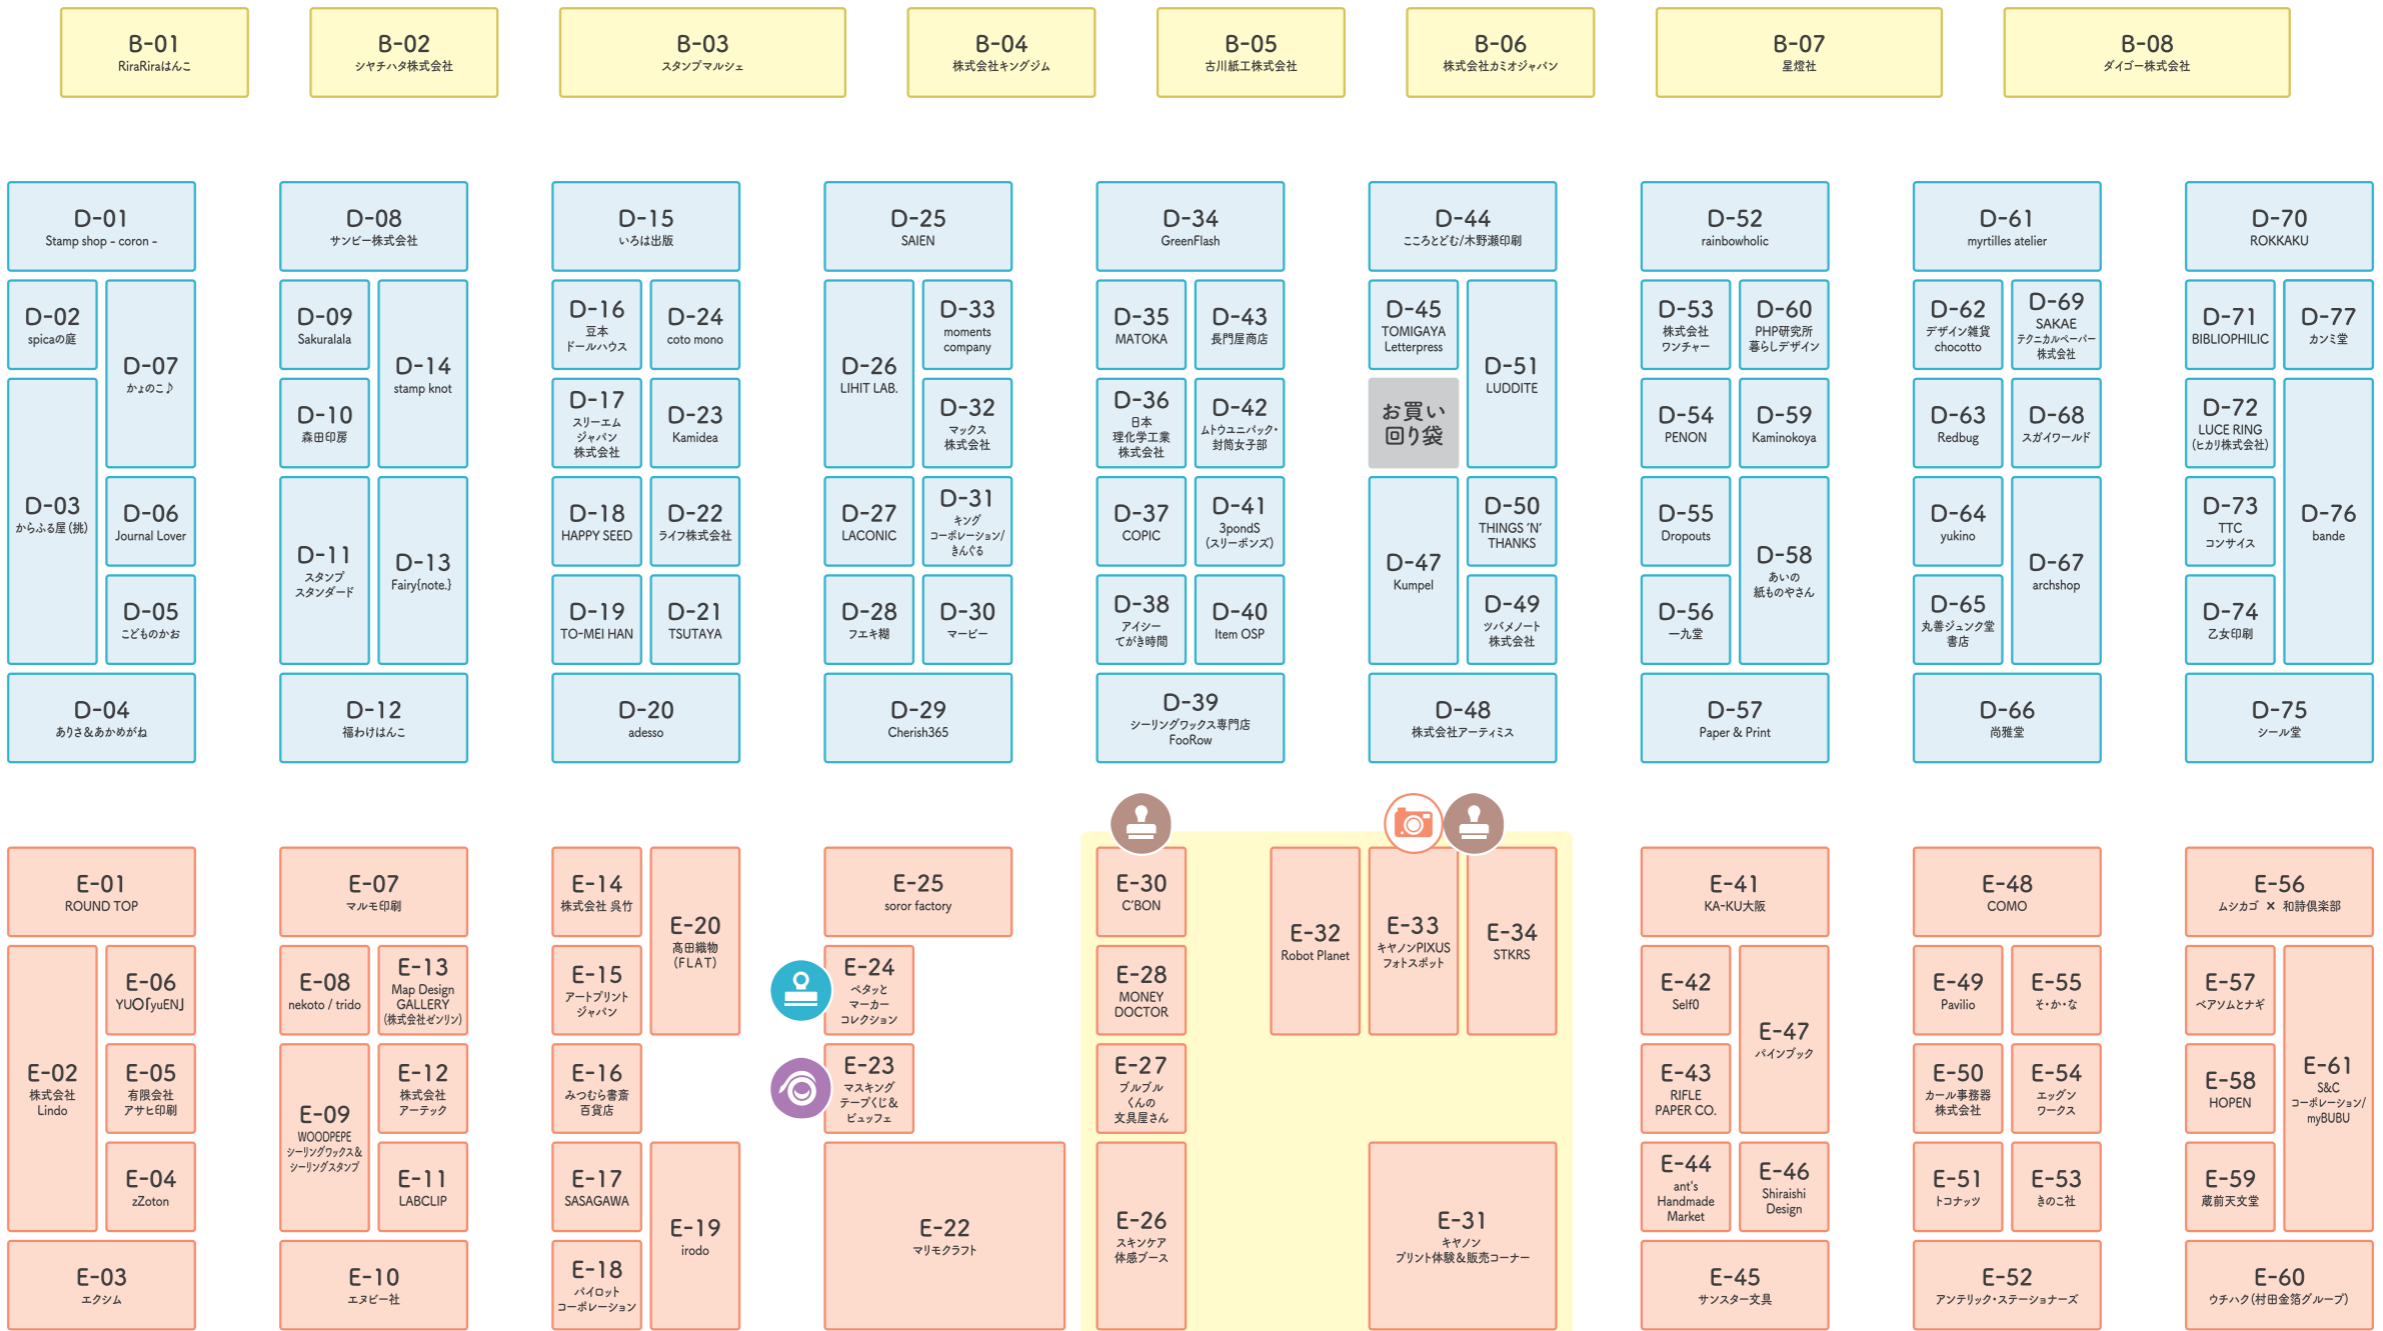 B-01
RiraRiraはんこ
B-02
シヤチハタ株式会社
B-03
スタンプマルシェ
B-04
株式会社キングジム
B-05
古川紙工株式会社
B-06
株式会社カミオジャパン
B-07
星燈社
B-08
ダイゴー株式会社
D-01
Stamp shop - coron -
D-08
サンビー株式会社
D-15
いろは出版
D-25
SAIEN
D-34
GreenFlash
D-44
こころとどむ/木野瀬印刷
D-52
rainbowholic
D-61
myrtilles atelier
D-70
ROKKAKU
D-02
spicaの庭
D-07
かょのこ♪
D-03
からふる屋(挑)
D-06
Journal Lover
D-05
こどものかお
D-04
ありさ&あかめがね
D-09
Sakuralala
D-14
stamp knot
D-10
森田印房
D-11
スタンプ
スタンダード
D-13
Fairy{note.}
D-12
福わけはんこ
D-16
豆本
ドールハウス
D-24
coto mono
D-17
スリーエム
ジャパン
株式会社
D-23
Kamidea
D-18
HAPPY SEED
D-22
ライフ株式会社
D-19
TO-MEI HAN
D-21
TSUTAYA
D-20
adesso
D-26
LIHIT LAB.
D-33
moments
company
D-32
マックス
株式会社
D-27
LACONIC
D-31
キング
コーポレーション/
きんぐる
D-28
フエキ糊
D-30
マービー
D-29
Cherish365
D-35
MATOKA
D-43
長門屋商店
D-36
日本
理化学工業
株式会社
D-42
ムトウユニパック・
封筒女子部
D-37
COPIC
D-41
3pondS
(スリーポンズ)
D-38
アイシー
てがき時間
D-40
Item OSP
D-39
シーリングワックス専門店
FooRow
D-45
TOMIGAYA
Letterpress
D-51
LUDDITE
お買い
回り袋
D-47
Kumpel
D-50
THINGS 'N'
THANKS
D-49
ツバメノート
株式会社
D-48
株式会社アーティミス
D-53
株式会社
ワンチャー
D-60
PHP研究所
暮らしデザイン
D-54
PENON
D-59
Kaminokoya
D-55
Dropouts
D-58
あいの
紙ものやさん
D-56
一九堂
D-57
Paper & Print
D-62
デザイン雑貨
chocotto
D-69
SAKAE
テクニカルペーパー
株式会社
D-63
Redbug
D-68
スガイワールド
D-64
yukino
D-67
archshop
D-65
丸善ジュンク堂
書店
D-66
尚雅堂
D-71
BIBLIOPHILIC
D-77
カンミ堂
D-72
LUCE RING
(ヒカリ株式会社)
D-76
bande
D-73
TTC
コンサイス
D-74
乙女印刷
D-75
シール堂
E-01
ROUND TOP
E-02
株式会社
Lindo
E-06
YUO「yuEN」
E-05
有限会社
アサヒ印刷
E-04
zZoton
E-03
エクシム
E-07
マルモ印刷
E-08
nekoto / trido
E-13
Map Design
GALLERY
(株式会社ゼンリン)
E-09
WOODPEPE
シーリングワックス&
シーリングスタンプ
E-12
株式会社
アーテック
E-11
LABCLIP
E-10
エヌビー社
E-14
株式会社 呉竹
E-20
髙田織物
(FLAT)
E-15
アートプリント
ジャパン
E-16
みつむら書斎
百貨店
E-17
SASAGAWA
E-19
irodo
E-18
パイロット
コーポレーション
E-25
soror factory
E-24
ペタッと
マーカー
コレクション
E-23
マスキング
テープくじ&
ビュッフェ
E-22
マリモクラフト
E-30
C'BON
E-28
MONEY
DOCTOR
E-27
ブルブル
くんの
文具屋さん
E-26
スキンケア
体感ブース
E-32
Robot Planet
E-33
キヤノンPIXUS
フォトスポット
E-34
STKRS
E-31
キヤノン
プリント体験&販売コーナー
E-41
KA-KU大阪
E-42
Self0
E-47
パインブック
E-43
RIFLE
PAPER CO.
E-44
ant's
Handmade
Market
E-46
Shiraishi
Design
E-45
サンスター文具
E-48
COMO
E-49
Pavilio
E-55
そ・か・な
E-50
カール事務器
株式会社
E-54
エッグン
ワークス
E-51
トコナッツ
E-53
きのこ社
E-52
アンテリック・ステーショナーズ
E-56
ムシカゴ × 和詩倶楽部
E-57
ベアソムとナギ
E-61
S&C
コーポレーション/
myBUBU
E-58
HOPEN
E-59
蔵前天文堂
E-60
ウチハク(村田金箔グループ)